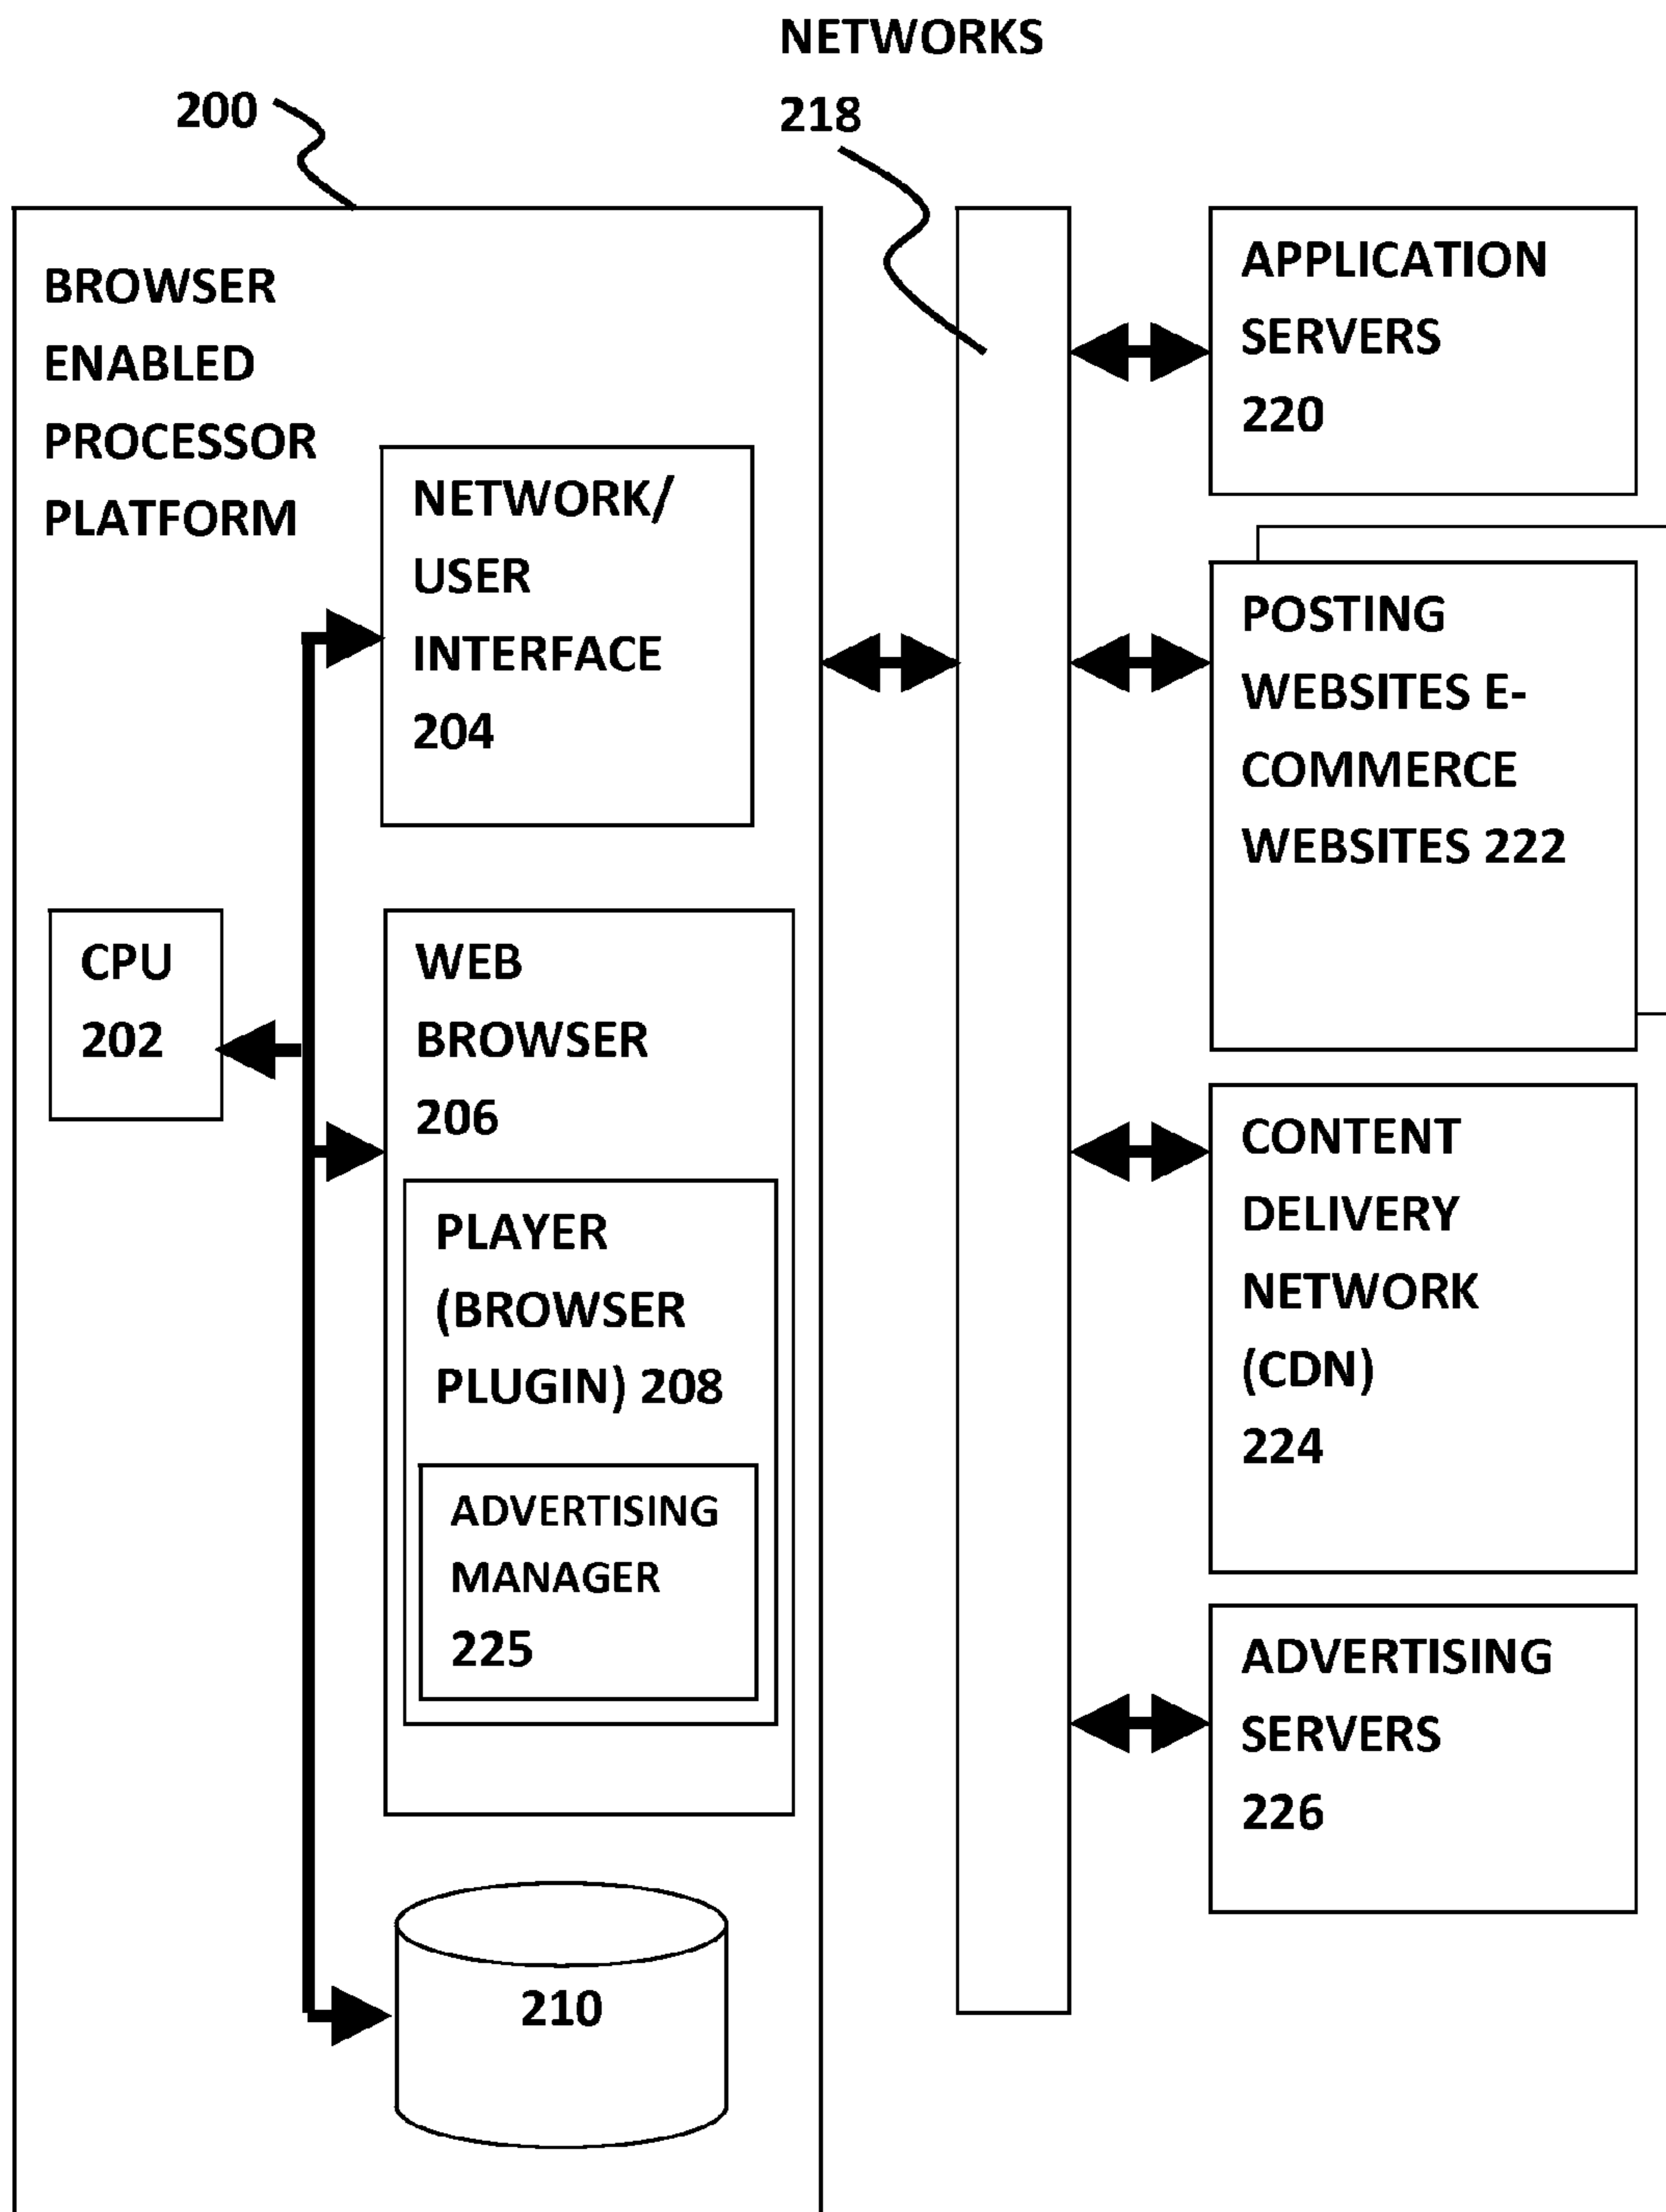 NETWORKS
218
200
BROWSER
ENABLED
PROCESSOR
PLATFORM
NETWORK/
USER
INTERFACE
204
CPU
202
WEB
BROWSER
206
PLAYER
(BROWSER
PLUGIN) 208
ADVERTISING
MANAGER
225
210
APPLICATION
SERVERS
220
POSTING
WEBSITES E-
COMMERCE
WEBSITES 222
CONTENT
DELIVERY
NETWORK
(CDN)
224
ADVERTISING
SERVERS
226